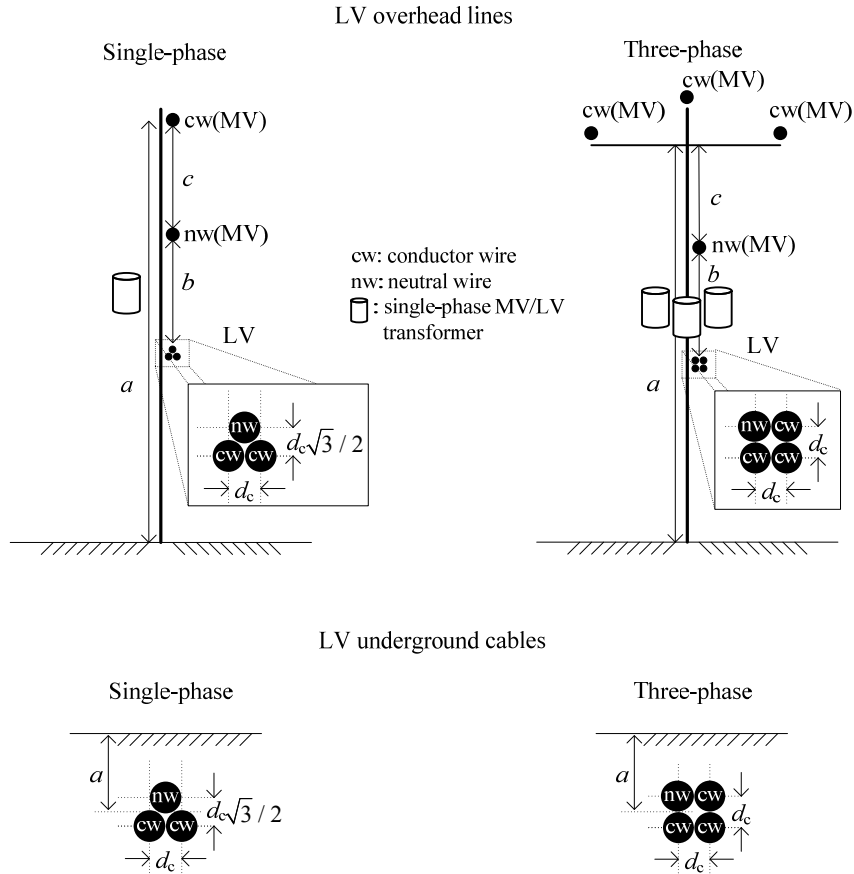 LV overhead lines
Single-phase
Three-phase
cw(MV)
c
nw(MV)
b
LV
a
nw
cw cw
d_c√3 / 2
d_c
cw: conductor wire
nw: neutral wire
: single-phase MV/LV
transformer
cw(MV)
cw(MV)
cw(MV)
c
nw(MV)
b
LV
a
nw cw
cw cw
d_c
d_c
LV underground cables
Single-phase
Three-phase
a
nw
cw cw
d_c√3 / 2
d_c
a
nw cw
cw cw
d_c
d_c